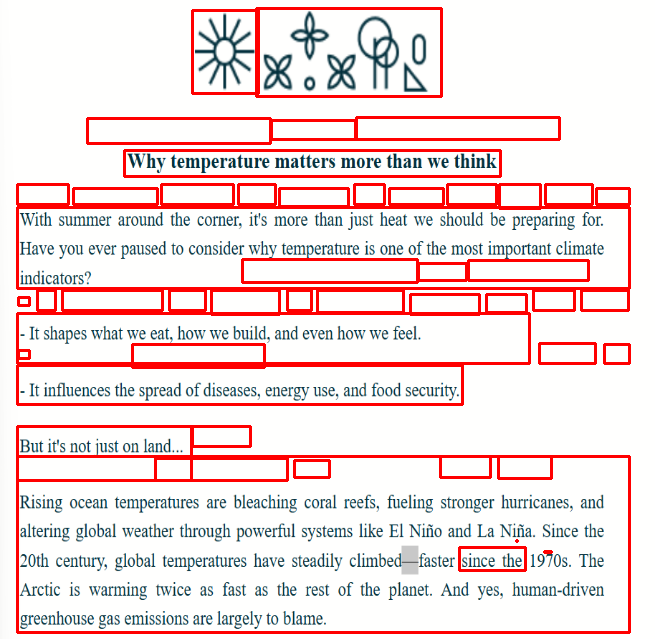 Why temperature matters more than we think
With summer around the corner, it's more than just heat we should be preparing for.
Have you ever paused to consider why temperature is one of the most important climate
indicators?
- It shapes what we eat, how we build, and even how we feel.
- It influences the spread of diseases, energy use, and food security.
But it's not just on land...
Rising ocean temperatures are bleaching coral reefs, fueling stronger hurricanes, and
altering global weather through powerful systems like El Niño and La Niña. Since the
20th century, global temperatures have steadily climbed—faster since the 1970s. The
Arctic is warming twice as fast as the rest of the planet. And yes, human-driven
greenhouse gas emissions are largely to blame.